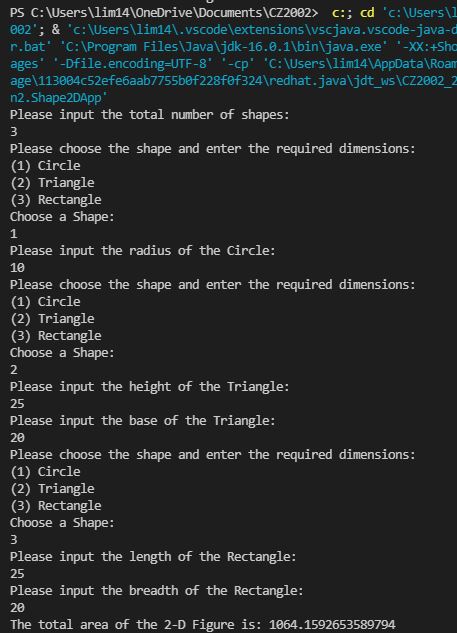 PS C:\Users\lim14\OneDrive\Documents\CZ2002>  c:; cd 'c:\Users\l
002'; & 'c:\Users\lim14\.vscode\extensions\vscjava.vscode-java-d
r.bat' 'C:\Program Files\Java\jdk-16.0.1\bin\java.exe' '-XX:+Sho
ages' '-Dfile.encoding=UTF-8' '-cp' 'C:\Users\lim14\AppData\Roam
age\113004c52efe6aab7755b0f228f0f324\redhat.java\jdt_ws\CZ2002_2
n2.Shape2DApp'
Please input the total number of shapes:
3
Please choose the shape and enter the required dimensions:
(1) Circle
(2) Triangle
(3) Rectangle
Choose a Shape:
1
Please input the radius of the Circle:
10
Please choose the shape and enter the required dimensions:
(1) Circle
(2) Triangle
(3) Rectangle
Choose a Shape:
2
Please input the height of the Triangle:
25
Please input the base of the Triangle:
20
Please choose the shape and enter the required dimensions:
(1) Circle
(2) Triangle
(3) Rectangle
Choose a Shape:
3
Please input the length of the Rectangle:
25
Please input the breadth of the Rectangle:
20
The total area of the 2-D Figure is: 1064.1592653589794